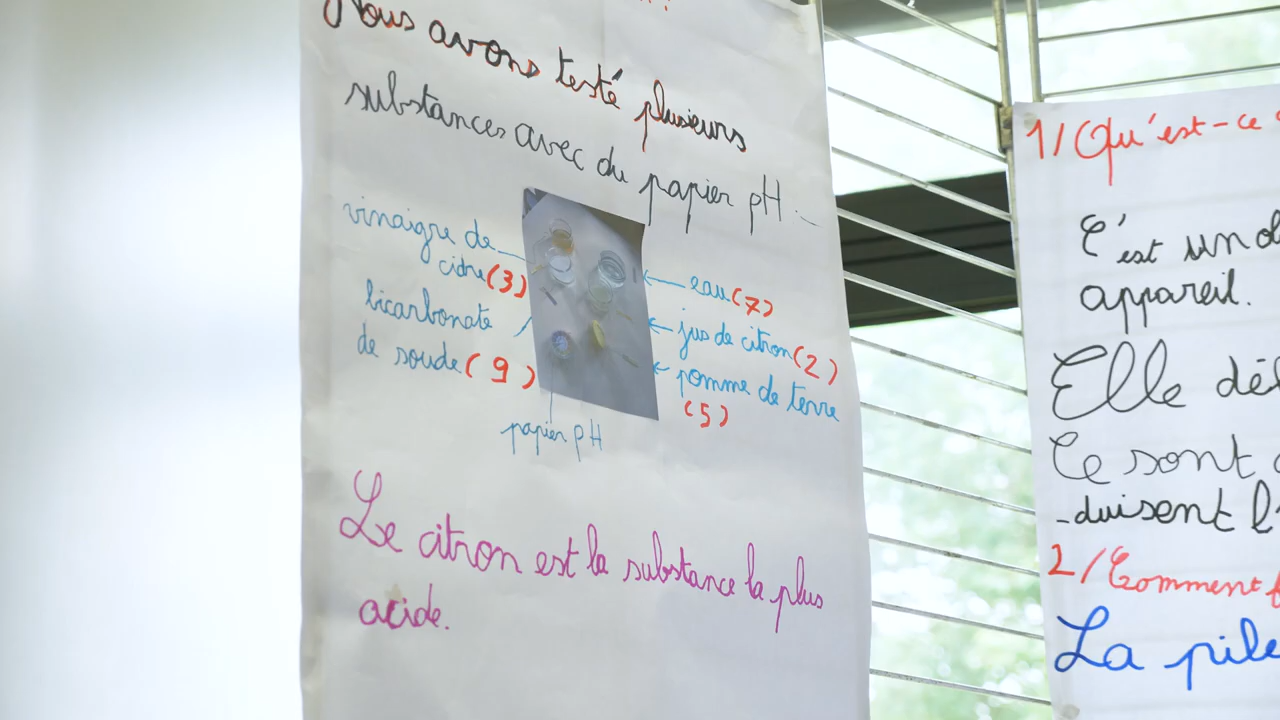 Nous avons testé plusieurs
substances avec du papier pH.
vinaigre de
cidre (3)
bicarbonate
de soude (9)
eau (7)
jus de citron (2)
pomme de terre
(5)
papier pH
Le citron est la substance la plus
acide.
1/ Qu'est-ce
C'est un
appareil.
Elle
Ce sont
-duisent l'
2/ Comment
La pile